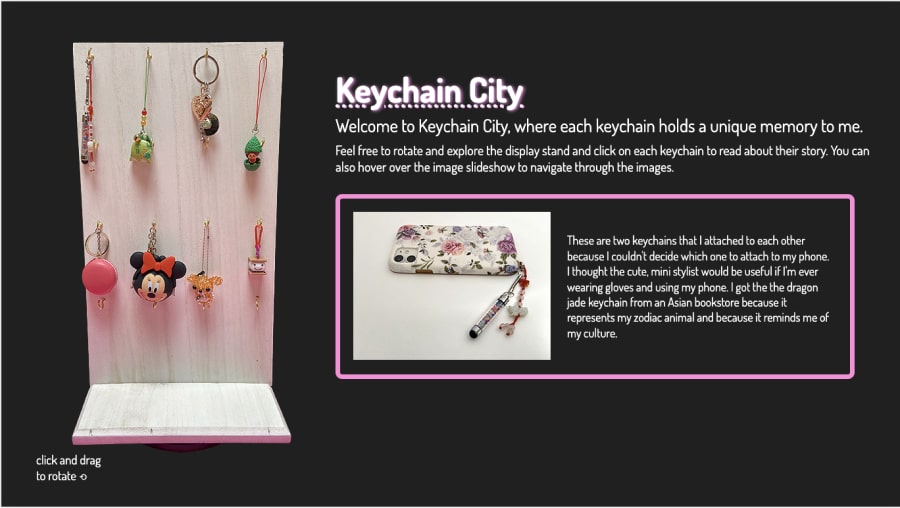 Keychain City
Welcome to Keychain City, where each keychain holds a unique memory to me.
Feel free to rotate and explore the display stand and click on each keychain to read about their story. You can
also hover over the image slideshow to navigate through the images.
These are two keychains that I attached to each other
because I couldn't decide which one to attach to my phone.
I thought the cute, mini stylist would be useful if I'm ever
wearing gloves and using my phone. I got the the dragon
jade keychain from an Asian bookstore because it
represents my zodiac animal and because it reminds me of
my culture.
click and drag
to rotate ⟲